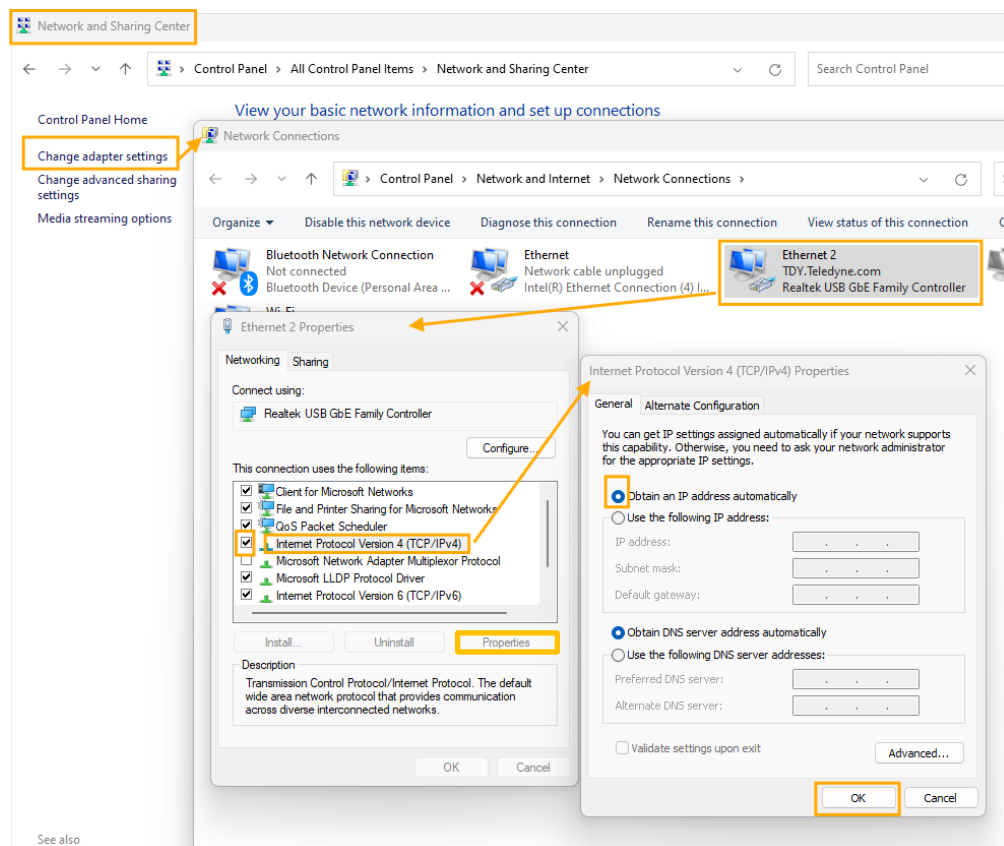 Network and Sharing Center
Control Panel > All Control Panel Items > Network and Sharing Center
Search Control Panel
Control Panel Home
Change adapter settings
Change advanced sharing
settings
Media streaming options
See also
View your basic network information and set up connections
Network Connections
Control Panel > Network and Internet > Network Connections >
Organize
Disable this network device
Diagnose this connection
Rename this connection
View status of this connection
Bluetooth Network Connection
Not connected
Bluetooth Device (Personal Area ...
Ethernet
Network cable unplugged
Intel(R) Ethernet Connection (4) I...
Ethernet 2
TDY.Teledyne.com
Realtek USB GbE Family Controller
Wi-Fi
Ethernet 2 Properties
Networking
Sharing
Connect using:
Realtek USB GbE Family Controller
Configure...
This connection uses the following items:
Client for Microsoft Networks
File and Printer Sharing for Microsoft Networks
QoS Packet Scheduler
Internet Protocol Version 4 (TCP/IPv4)
Microsoft Network Adapter Multiplexor Protocol
Microsoft LLDP Protocol Driver
Internet Protocol Version 6 (TCP/IPv6)
Install...
Uninstall
Properties
Description
Transmission Control Protocol/Internet Protocol. The default
wide area network protocol that provides communication
across diverse interconnected networks.
OK
Cancel
Internet Protocol Version 4 (TCP/IPv4) Properties
General
Alternate Configuration
You can get IP settings assigned automatically if your network supports
this capability. Otherwise, you need to ask your network administrator
for the appropriate IP settings.
Obtain an IP address automatically
Use the following IP address:
IP address:
Subnet mask:
Default gateway:
Obtain DNS server address automatically
Use the following DNS server addresses:
Preferred DNS server:
Alternate DNS server:
Validate settings upon exit
Advanced...
OK
Cancel